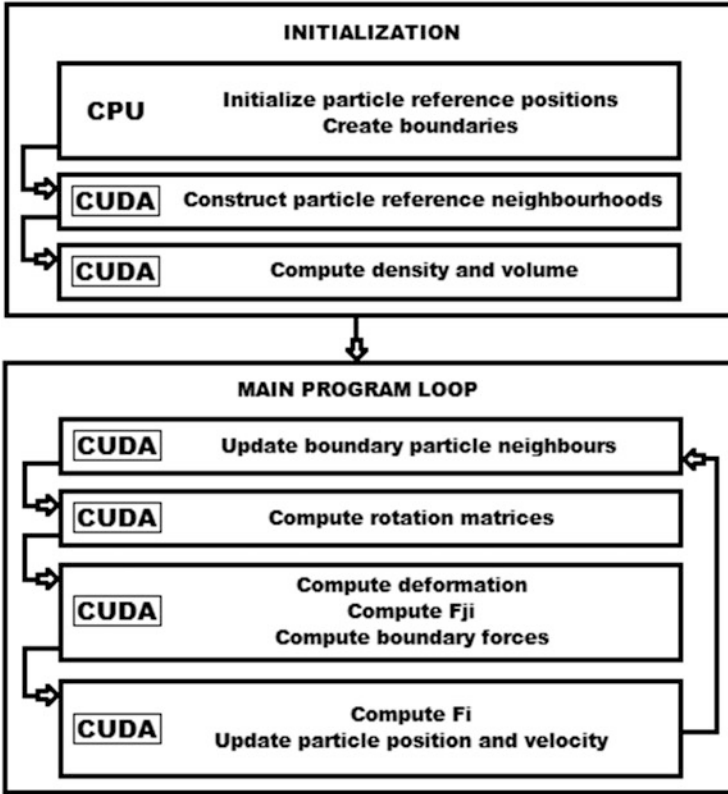 INITIALIZATION
CPU
Initialize particle reference positions
Create boundaries
CUDA
Construct particle reference neighbourhoods
CUDA
Compute density and volume
MAIN PROGRAM LOOP
CUDA
Update boundary particle neighbours
CUDA
Compute rotation matrices
CUDA
Compute deformation
Compute Fji
Compute boundary forces
CUDA
Compute Fi
Update particle position and velocity